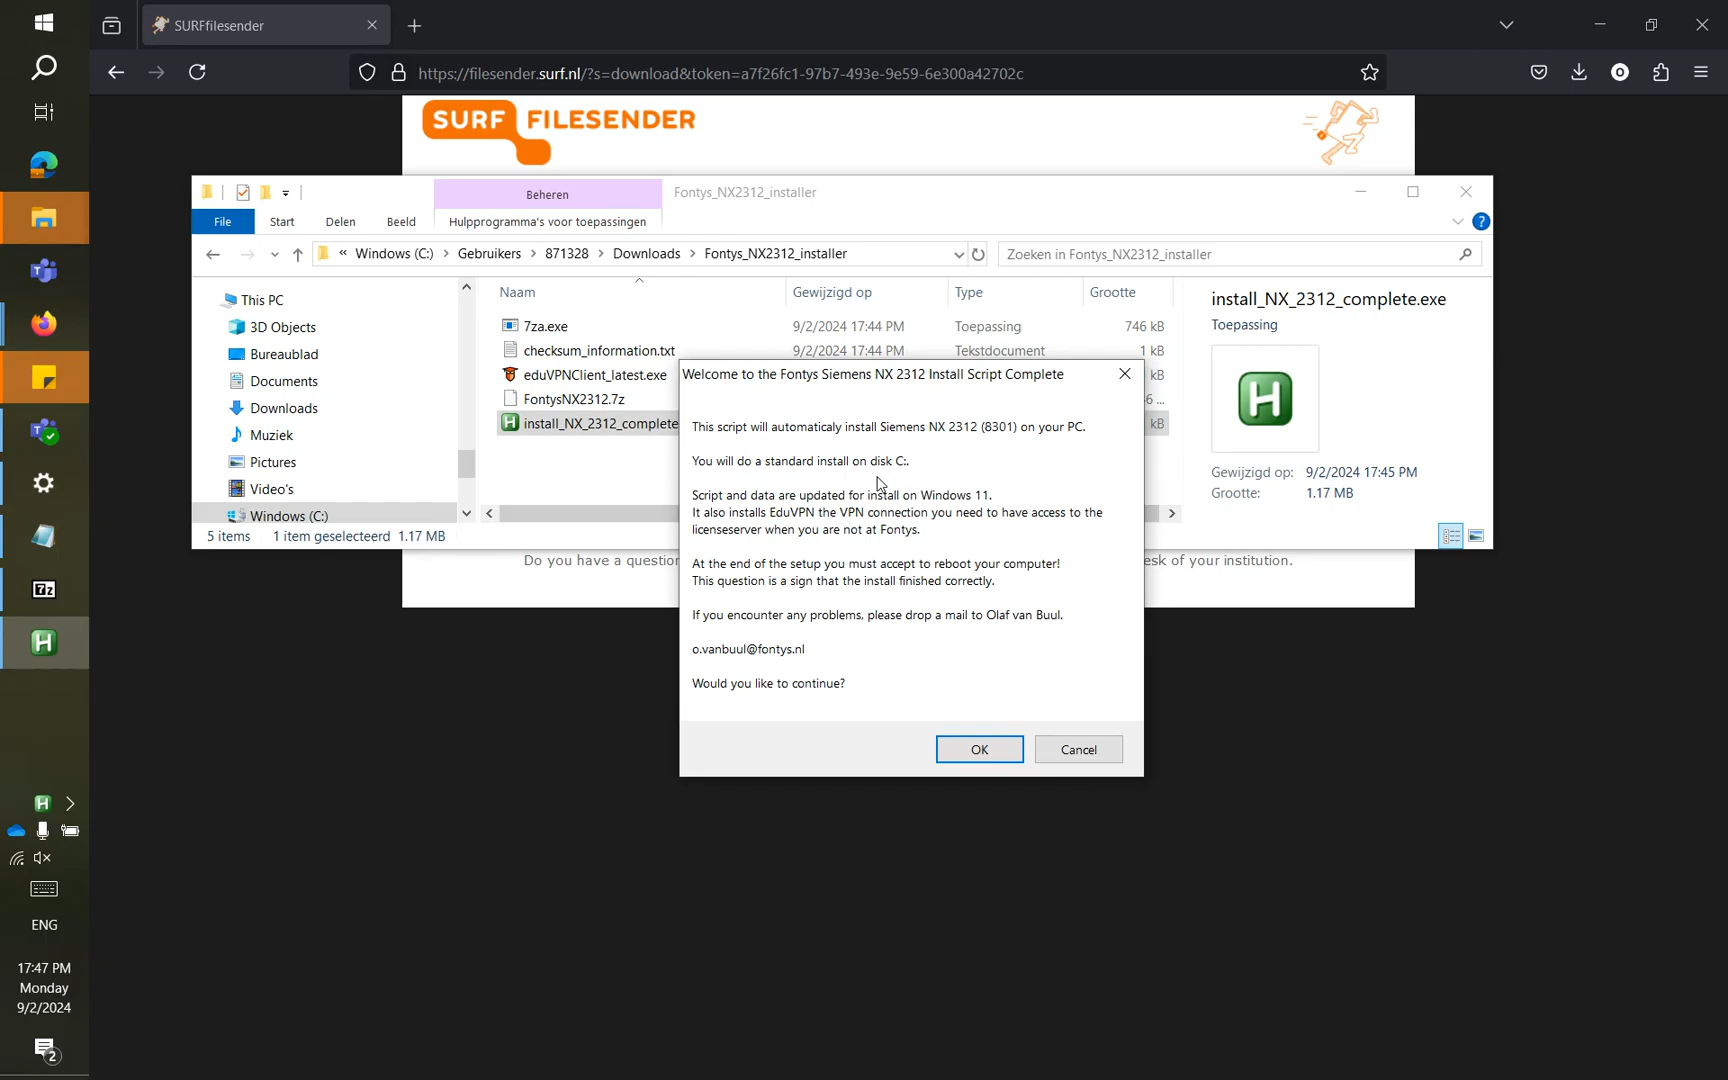 SURFfilesender
https://filesender.surf.nl/?s=download&token=a7f26fc1-97b7-493e-9e59-6e300a42702c
SURF FILESENDER
Beheren
Fontys_NX2312_installer
File
Start
Delen
Beeld
Hulpprogramma's voor toepassingen
« Windows (C:) > Gebruikers > 871328 > Downloads > Fontys_NX2312_installer
Zoeken in Fontys_NX2312_installer
This PC
3D Objects
Bureaublad
Documents
Downloads
Muziek
Pictures
Video's
Windows (C:)
Naam
Gewijzigd op
Type
Grootte
7za.exe
9/2/2024 17:44 PM
Toepassing
746 kB
checksum_information.txt
9/2/2024 17:44 PM
Tekstdocument
1 kB
eduVPNClient_latest.exe
kB
FontysNX2312.7z
6 ...
install_NX_2312_complete
kB
install_NX_2312_complete.exe
Toepassing
H
Gewijzigd op: 9/2/2024 17:45 PM
Grootte: 1.17 MB
5 items
1 item geselecteerd 1.17 MB
Do you have a question
esk of your institution.
Welcome to the Fontys Siemens NX 2312 Install Script Complete
This script will automaticaly install Siemens NX 2312 (8301) on your PC.
You will do a standard install on disk C:.
Script and data are updated for install on Windows 11.
It also installs EduVPN the VPN connection you need to have access to the
licenseserver when you are not at Fontys.
At the end of the setup you must accept to reboot your computer!
This question is a sign that the install finished correctly.
If you encounter any problems, please drop a mail to Olaf van Buul.
o.vanbuul@fontys.nl
Would you like to continue?
OK
Cancel
7z
H
H
ENG
17:47 PM
Monday
9/2/2024
2